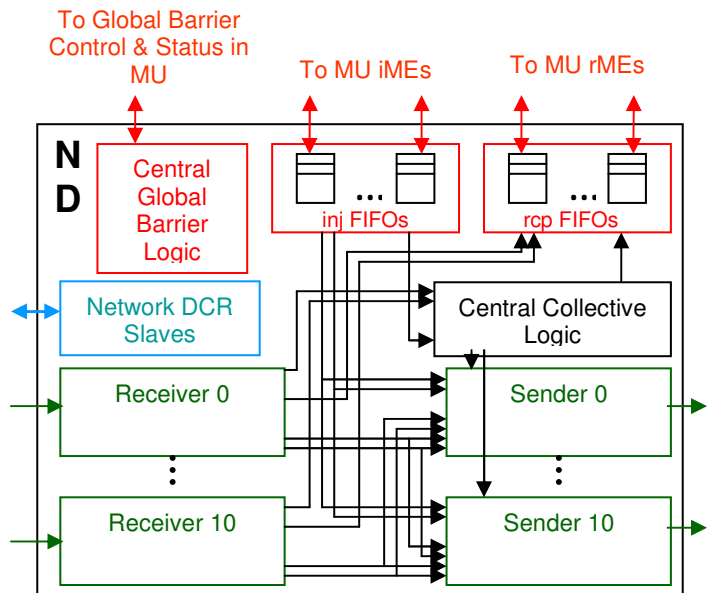 To Global Barrier
Control & Status in
MU
To MU iMEs
To MU rMEs
N
D
Central
Global
Barrier
Logic
...
inj FIFOs
...
rcp FIFOs
Network DCR
Slaves
Central Collective
Logic
Receiver 0
Sender 0
Receiver 10
Sender 10